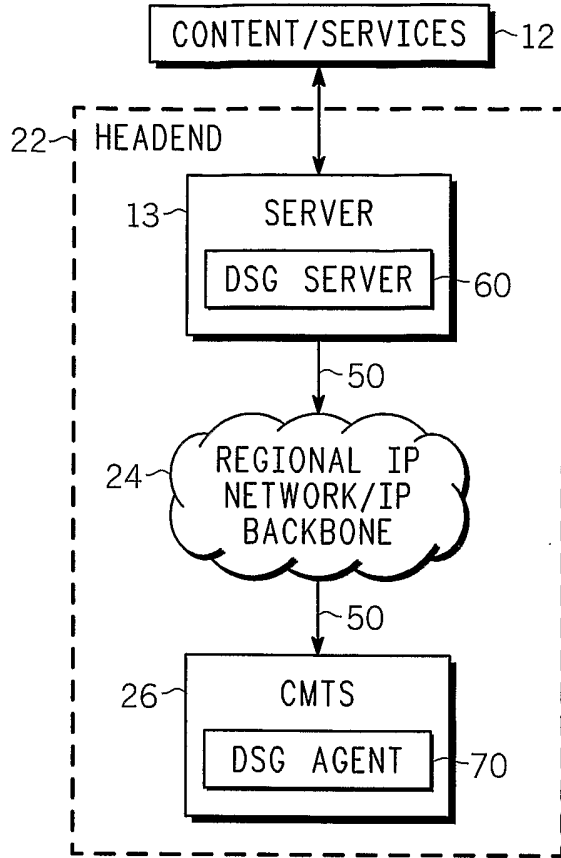 CONTENT/SERVICES 12
22 HEADEND
13 SERVER
DSG SERVER 60
50
24 REGIONAL IP
NETWORK/IP
BACKBONE
50
26 CMTS
DSG AGENT 70